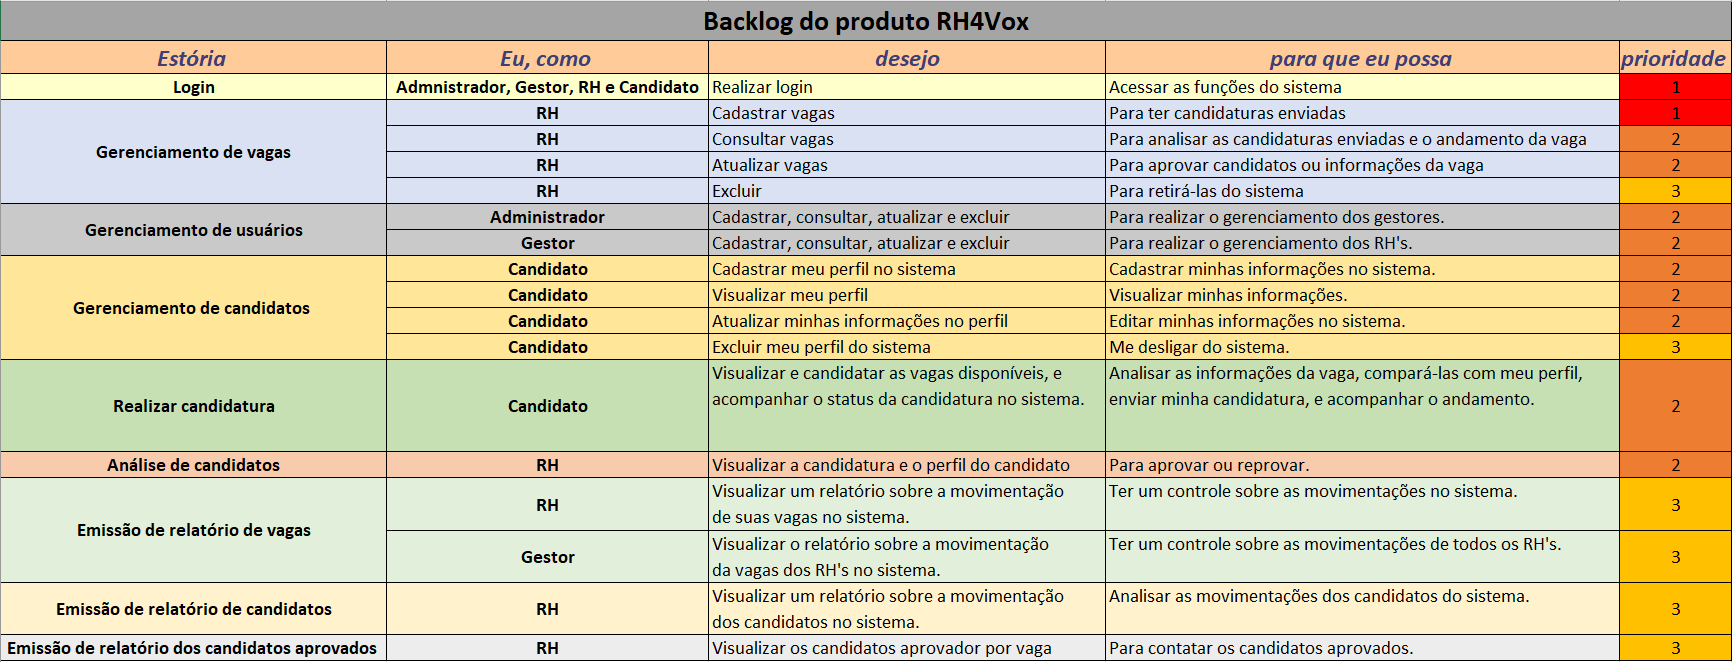 Backlog do produto RH4Vox
Estória Eu, como desejo para que eu possa prioridade
Login Admnistrador, Gestor, RH e Candidato Realizar login Acessar as funções do sistema 1
Gerenciamento de vagas
RH Cadastrar vagas Para ter candidaturas enviadas 1
RH Consultar vagas Para analisar as candidaturas enviadas e o andamento da vaga 2
RH Atualizar vagas Para aprovar candidatos ou informações da vaga 2
RH Excluir Para retirá-las do sistema 3
Gerenciamento de usuários
Administrador Cadastrar, consultar, atualizar e excluir Para realizar o gerenciamento dos gestores. 2
Gestor Cadastrar, consultar, atualizar e excluir Para realizar o gerenciamento dos RH's. 2
Gerenciamento de candidatos
Candidato Cadastrar meu perfil no sistema Cadastrar minhas informações no sistema. 2
Candidato Visualizar meu perfil Visualizar minhas informações. 2
Candidato Atualizar minhas informações no perfil Editar minhas informações no sistema. 2
Candidato Excluir meu perfil do sistema Me desligar do sistema. 3
Realizar candidatura
Candidato
Visualizar e candidatar as vagas disponíveis, e
acompanhar o status da candidatura no sistema.
Analisar as informações da vaga, compará-las com meu perfil,
enviar minha candidatura, e acompanhar o andamento.
2
Análise de candidatos RH Visualizar a candidatura e o perfil do candidato Para aprovar ou reprovar. 2
Emissão de relatório de vagas
RH
Visualizar um relatório sobre a movimentação
de suas vagas no sistema.
Ter um controle sobre as movimentações no sistema.
3
Gestor
Visualizar o relatório sobre a movimentação
da vagas dos RH's no sistema.
Ter um controle sobre as movimentações de todos os RH's.
3
Emissão de relatório de candidatos
RH
Visualizar um relatório sobre a movimentação
dos candidatos no sistema.
Analisar as movimentações dos candidatos do sistema.
3
Emissão de relatório dos candidatos aprovados RH Visualizar os candidatos aprovador por vaga Para contatar os candidatos aprovados. 3